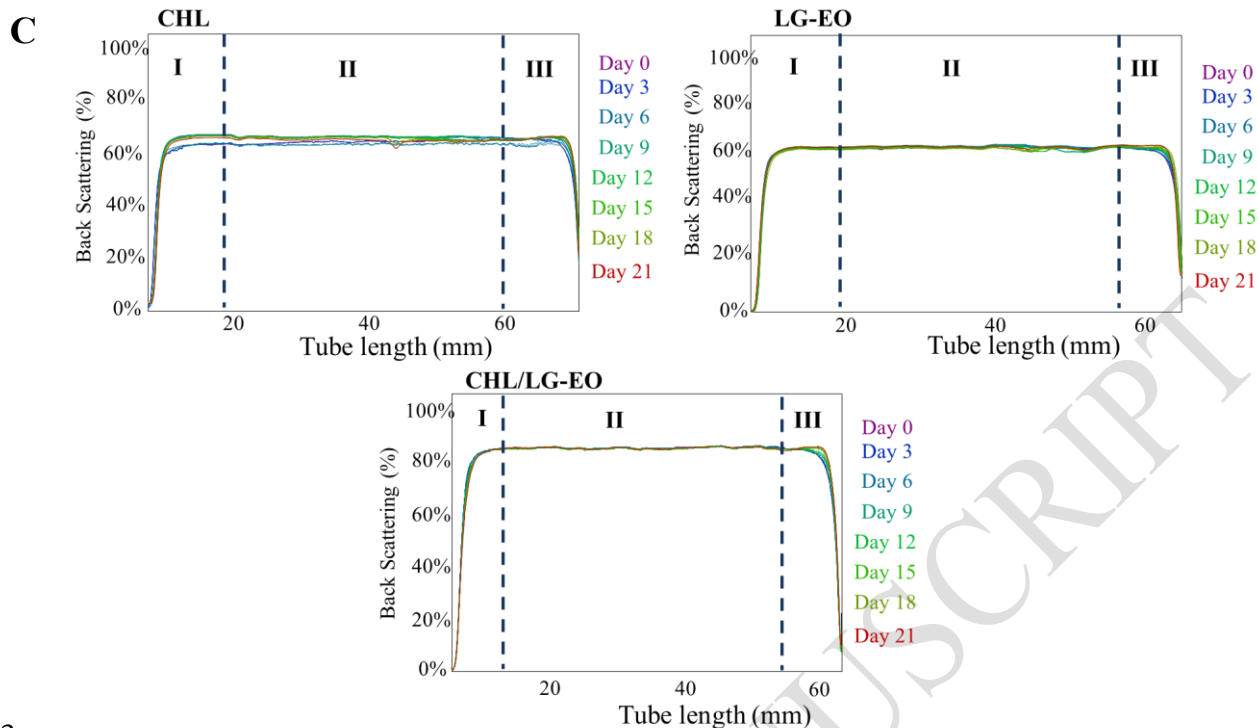 C
CHL
Back Scattering (%)
100%
80%
60%
40%
20%
0%
I
II
III
20
40
60
Tube length (mm)
Day 0
Day 3
Day 6
Day 9
Day 12
Day 15
Day 18
Day 21
LG-EO
Back Scattering (%)
100%
80%
60%
40%
20%
0%
I
II
III
20
40
60
Tube length (mm)
Day 0
Day 3
Day 6
Day 9
Day 12
Day 15
Day 18
Day 21
CHL/LG-EO
Back Scattering (%)
100%
80%
60%
40%
20%
0%
I
II
III
20
40
60
Tube length (mm)
Day 0
Day 3
Day 6
Day 9
Day 12
Day 15
Day 18
Day 21
USCRIPT